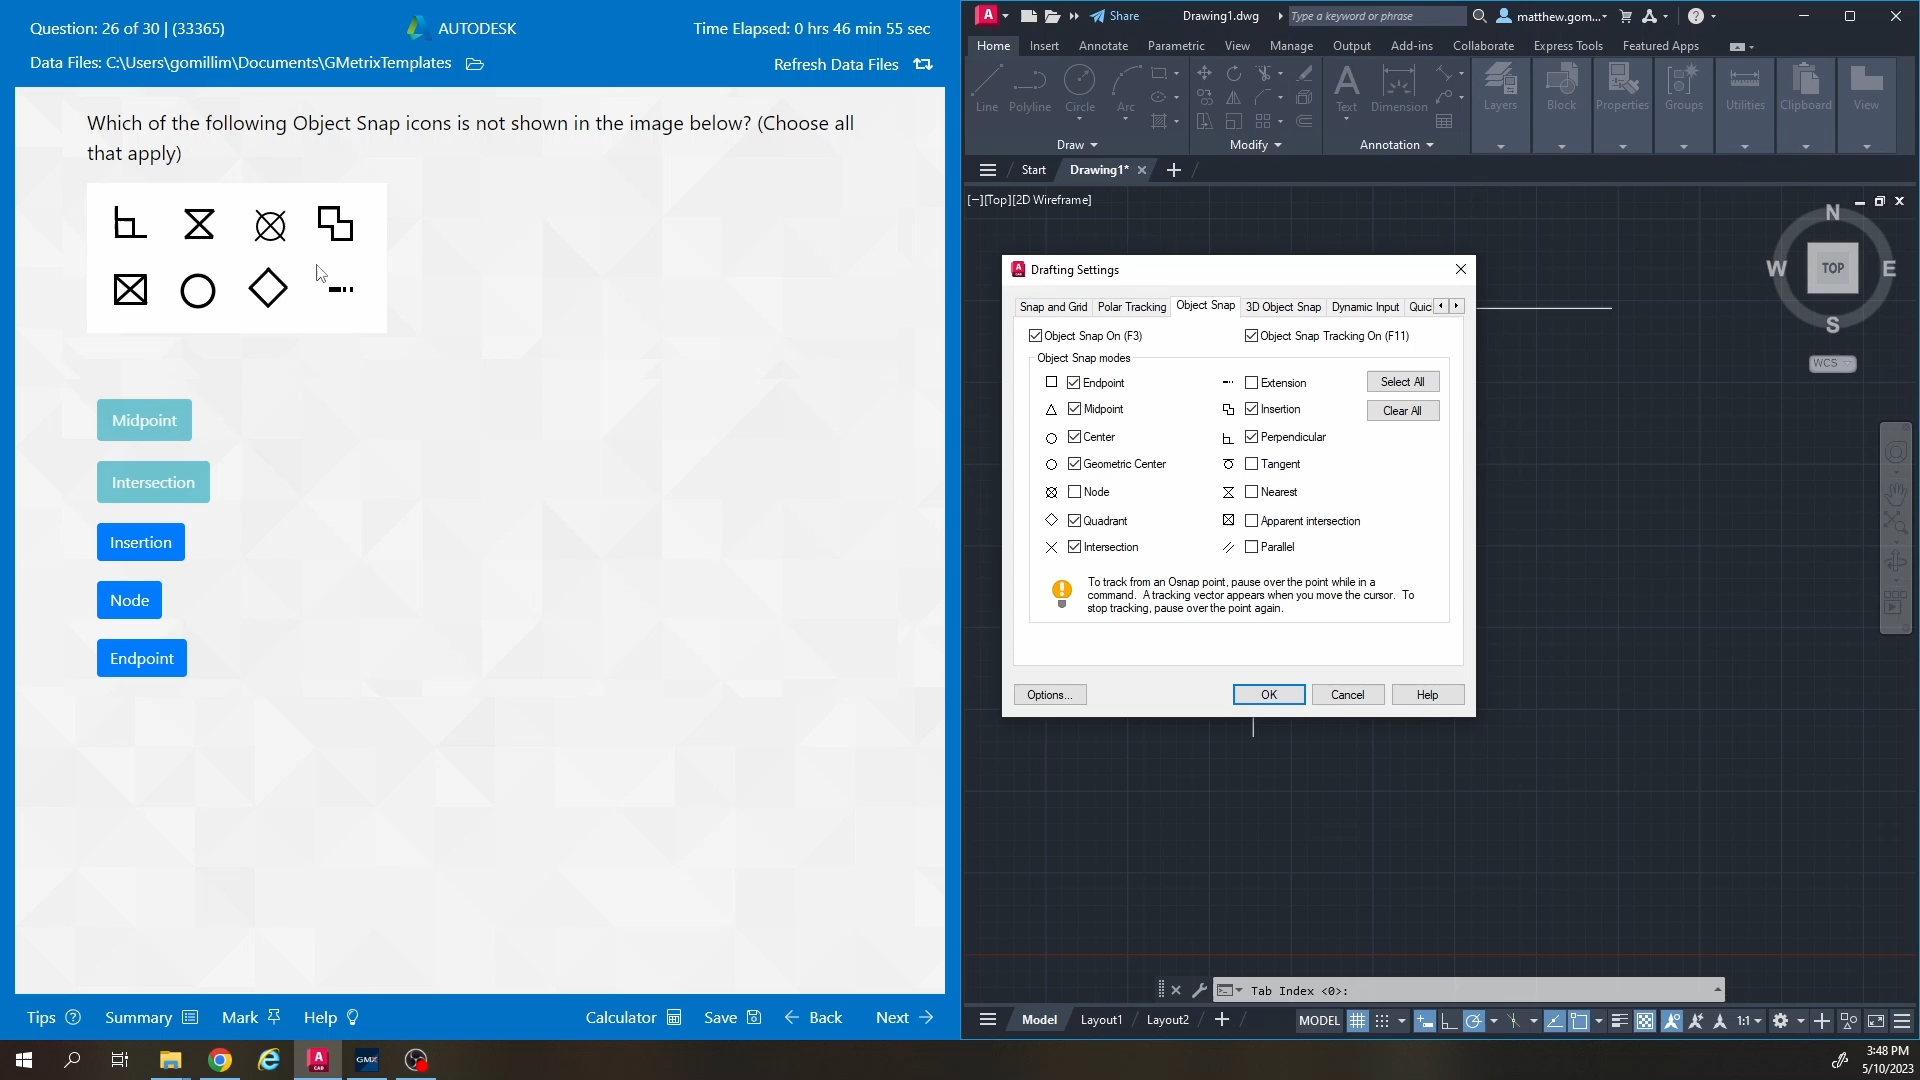 Question: 26 of 30 | (33365)
AUTODESK
Time Elapsed: 0 hrs 46 min 55 sec
Data Files: C:\Users\gomillim\Documents\GMetrixTemplates
Refresh Data Files
Which of the following Object Snap icons is not shown in the image below? (Choose all
that apply)
Midpoint
Intersection
Insertion
Node
Endpoint
Tips
Summary
Mark
Help
Calculator
Save
Back
Next
A
Share
Drawing1.dwg
Type a keyword or phrase
matthew.gom...
Home
Insert
Annotate
Parametric
View
Manage
Output
Add-ins
Collaborate
Express Tools
Featured Apps
Line
Polyline
Circle
Arc
Text
Dimension
Layers
Block
Properties
Groups
Utilities
Clipboard
View
Draw
Modify
Annotation
Start
Drawing1*
[−][Top][2D Wireframe]
N
W
TOP
E
S
WCS
Drafting Settings
Snap and Grid
Polar Tracking
Object Snap
3D Object Snap
Dynamic Input
Quic
Object Snap On (F3)
Object Snap Tracking On (F11)
Object Snap modes
Endpoint
Extension
Select All
Midpoint
Insertion
Clear All
Center
Perpendicular
Geometric Center
Tangent
Node
Nearest
Quadrant
Apparent intersection
Intersection
Parallel
To track from an Osnap point, pause over the point while in a
command. A tracking vector appears when you move the cursor. To
stop tracking, pause over the point again.
Options...
OK
Cancel
Help
Tab Index <0>:
Model
Layout1
Layout2
MODEL
1:1
A
CAD
GMX
3:48 PM
5/10/2023